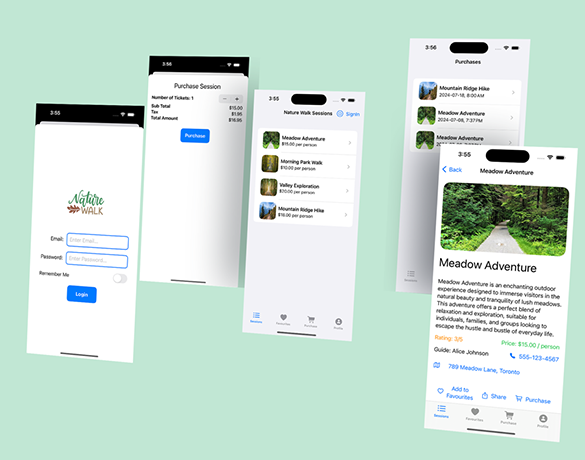 3:55
Nature
WALK
Email:
Enter Email...
Password:
Enter Password...
Remember Me
Login
3:56
Purchase Session
Number of Tickets: 1
- +
Sub Total $15.00
Tax $1.95
Total Amount $16.95
Purchase
3:55
Nature Walk Sessions
SignIn
Meadow Adventure
$15.00 per person
Morning Park Walk
$10.00 per person
Valley Exploration
$20.00 per person
Mountain Ridge Hike
$18.00 per person
Sessions
Favourites
Purchase
Profile
3:56
Purchases
Mountain Ridge Hike
2024-07-18, 8:00 AM
Meadow Adventure
2024-07-08, 7:37 PM
Meadow Adventure
Sessions
3:55
Back
Meadow Adventure
Meadow Adventure
Meadow Adventure is an enchanting outdoor
experience designed to immerse visitors in the
natural beauty and tranquility of lush meadows.
This adventure offers a perfect blend of
relaxation and exploration, suitable for
individuals, families, and groups looking to
escape the hustle and bustle of everyday life.
Rating: 3/5
Price: $15.00 / person
Guide: Alice Johnson
555-123-4567
789 Meadow Lane, Toronto
Add to
Favourites
Share
Purchase
Sessions
Favourites
Purchase
Profile